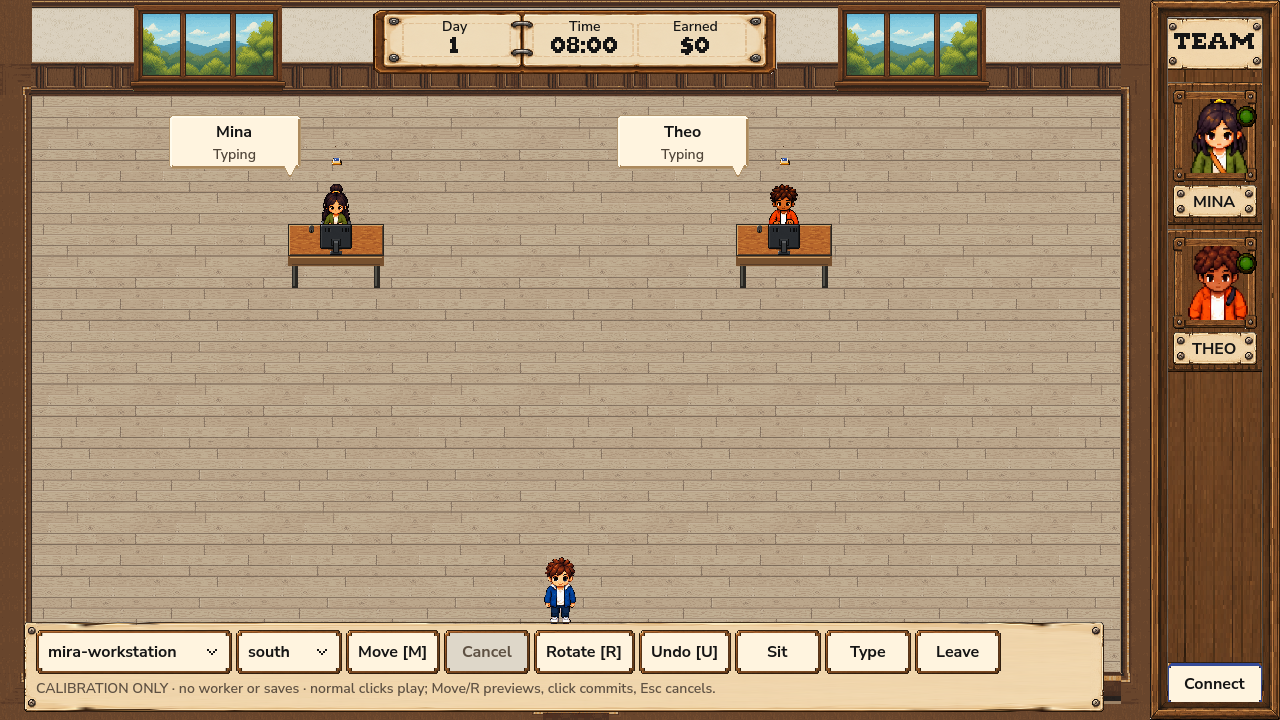 Day
1
Time
08:00
Earned
$0
TEAM
Mina
Typing
Theo
Typing
MINA
THEO
mira-workstation
south
Move [M]
Cancel
Rotate [R]
Undo [U]
Sit
Type
Leave
CALIBRATION ONLY · no worker or saves · normal clicks play; Move/R previews, click commits, Esc cancels.
Connect